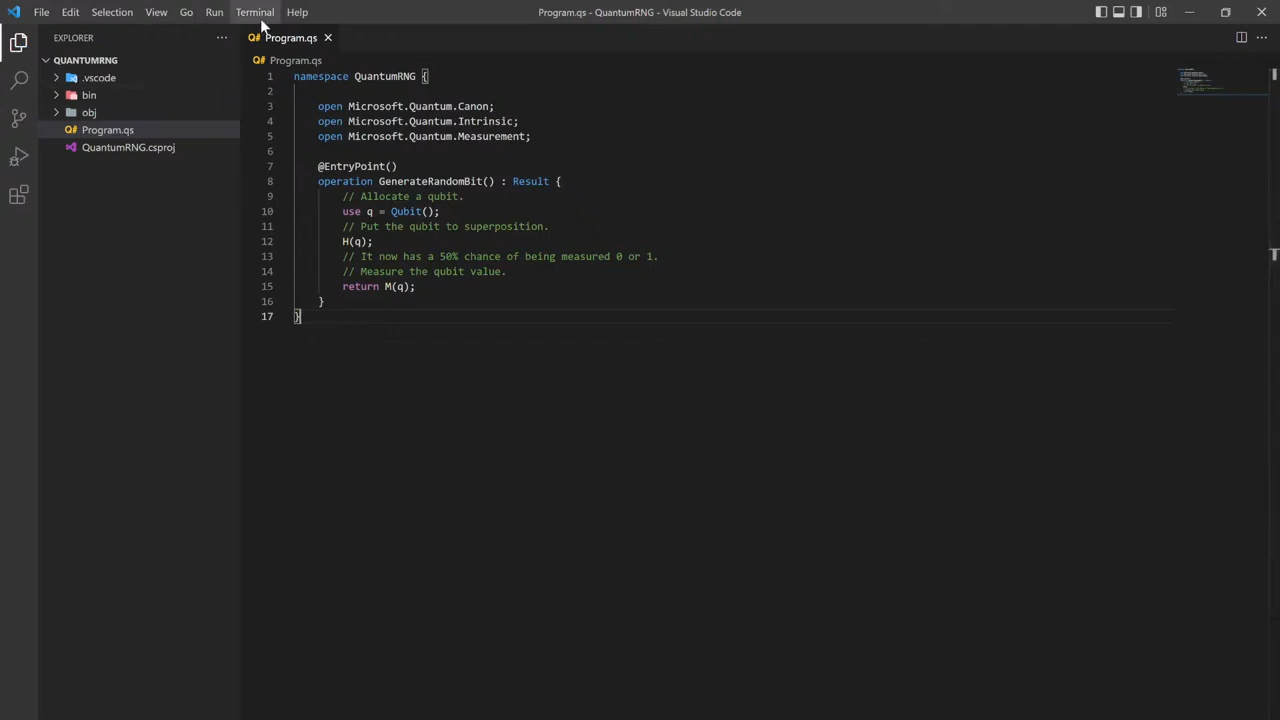 File Edit Selection View Go Run Terminal Help
Program.qs - QuantumRNG - Visual Studio Code
EXPLORER
QUANTUMRNG
.vscode
bin
obj
Q# Program.qs
QuantumRNG.csproj
Q# Program.qs
Q# Program.qs
1 namespace QuantumRNG {
2
3 open Microsoft.Quantum.Canon;
4 open Microsoft.Quantum.Intrinsic;
5 open Microsoft.Quantum.Measurement;
6
7 @EntryPoint()
8 operation GenerateRandomBit() : Result {
9 // Allocate a qubit.
10 use q = Qubit();
11 // Put the qubit to superposition.
12 H(q);
13 // It now has a 50% chance of being measured 0 or 1.
14 // Measure the qubit value.
15 return M(q);
16 }
17 }